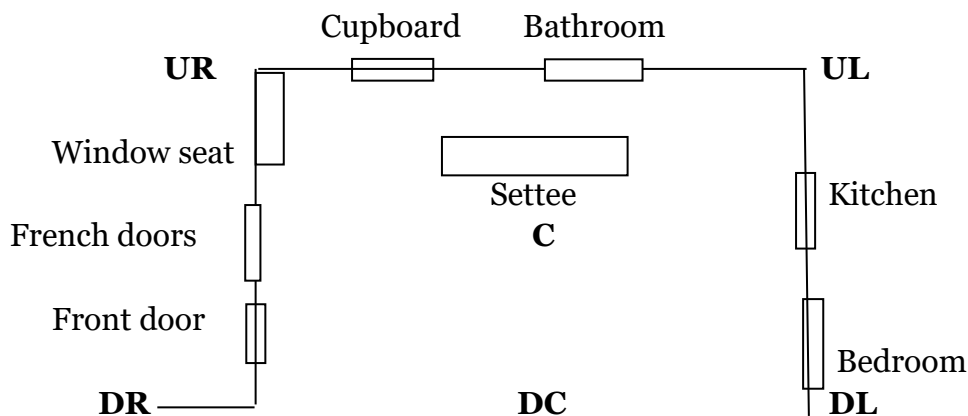 Cupboard Bathroom
UR UL
Window seat
Settee Kitchen
French doors C
Front door
Bedroom
DR DC DL